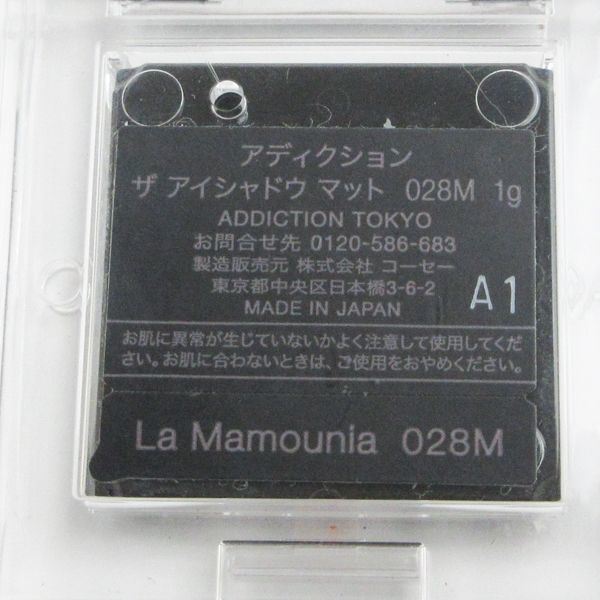 アディクション
ザ アイシャドウ マット 028M 1g
ADDICTION TOKYO
お問合せ先 0120-586-683
製造販売元 株式会社 コーセー
東京都中央区日本橋3-6-2
MADE IN JAPAN
A1
お肌に異常が生じていないかよく注意して使用してくだ
さい。お肌に合わないときは、ご使用をおやめください。
La Mamounia 028M